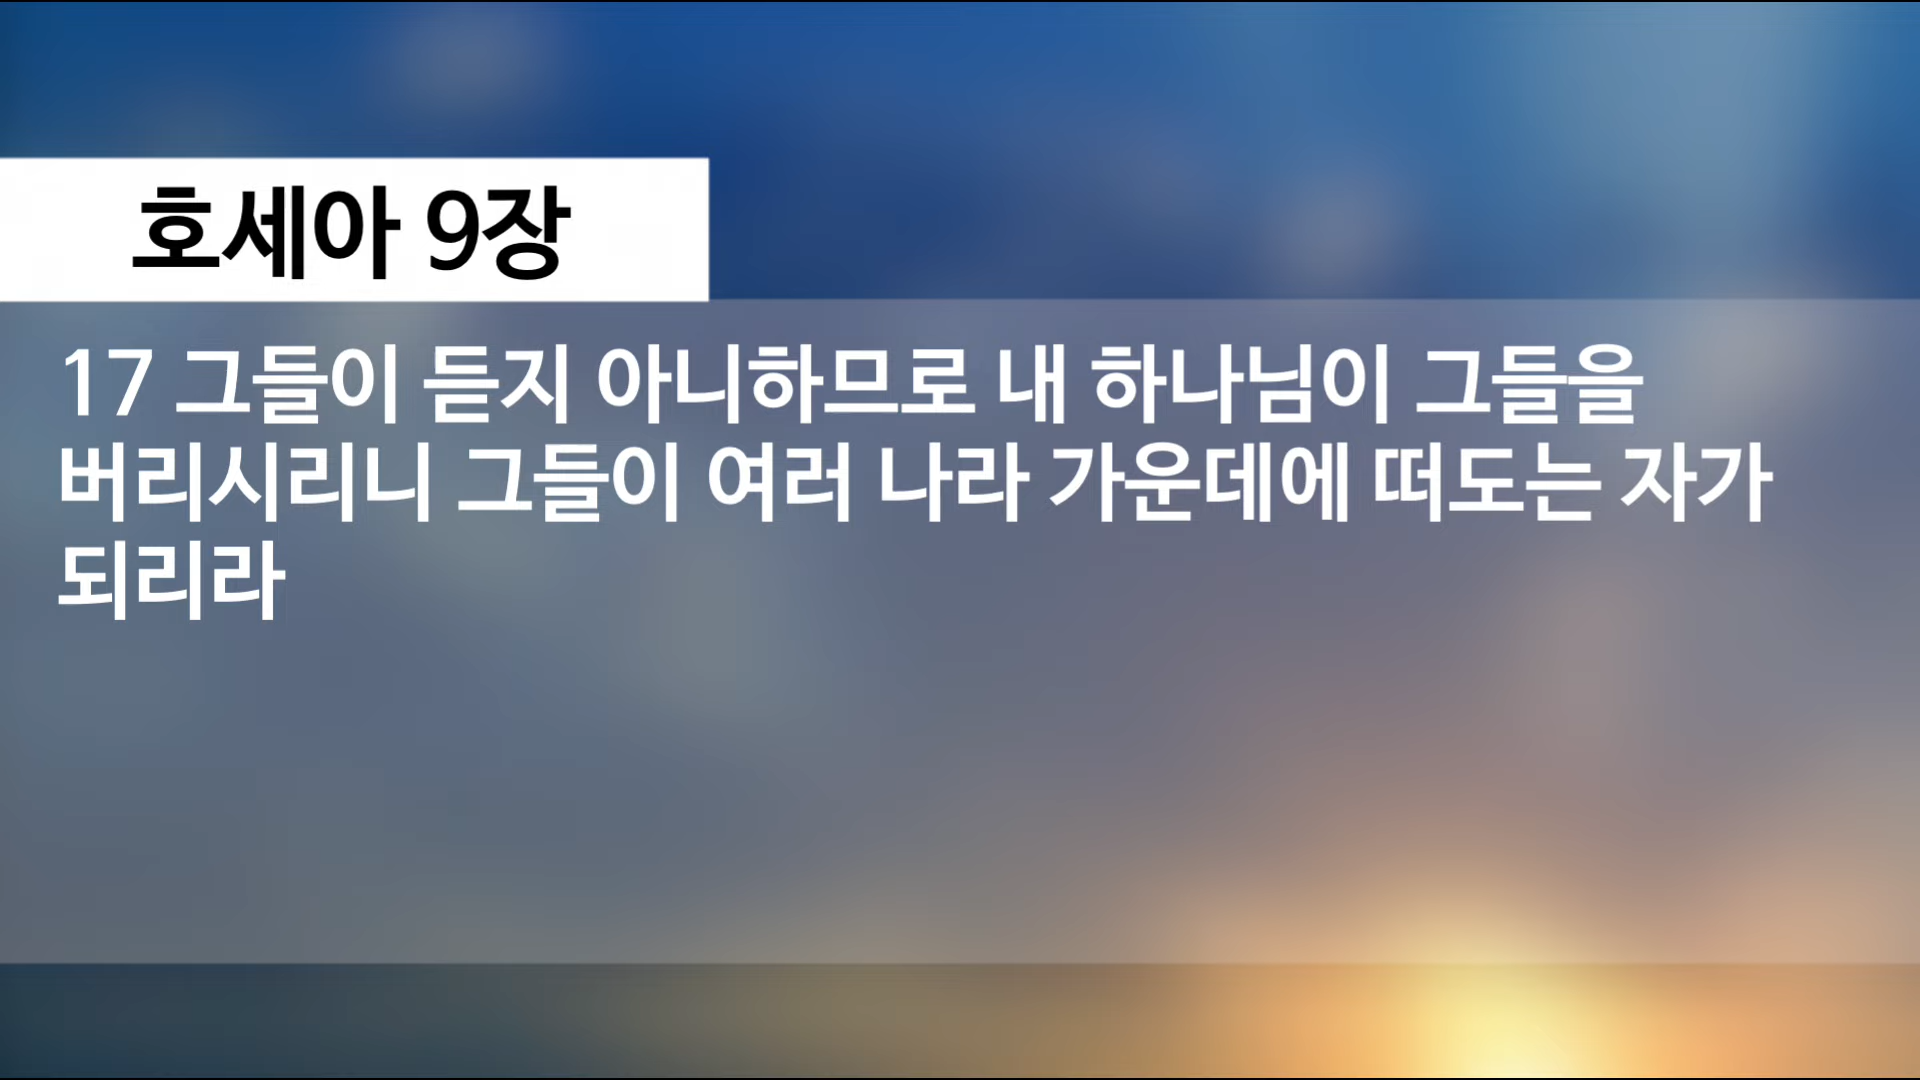 호세아 9장
17 그들이 듣지 아니하므로 내 하나님이 그들을
버리시리니 그들이 여러 나라 가운데에 떠도는 자가
되리라